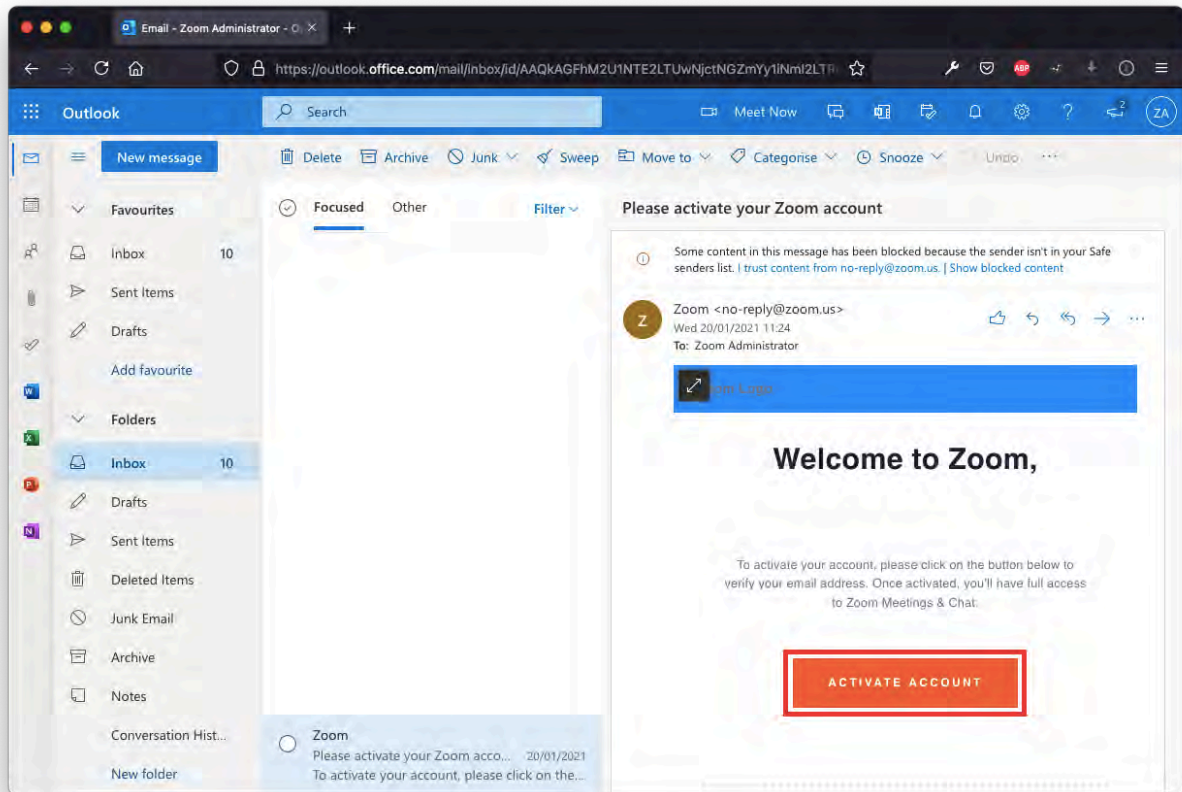 Email - Zoom Administrator - O
https://outlook.office.com/mail/inbox/id/AAQkAGFhM2U1NTE2LTUwNjctNGZmYy1iNmI2LTR
ABP
Outlook
Search
Meet Now
2
ZA
New message
Delete
Archive
Junk
Sweep
Move to
Categorise
Snooze
Undo
Favourites
Inbox 10
Sent Items
Drafts
Add favourite
Folders
Inbox 10
Drafts
Sent Items
Deleted Items
Junk Email
Archive
Notes
Conversation Hist...
New folder
Focused
Other
Filter
Zoom
Please activate your Zoom acco... 20/01/2021
To activate your account, please click on the...
Please activate your Zoom account
Some content in this message has been blocked because the sender isn't in your Safe
senders list. I trust content from no-reply@zoom.us. | Show blocked content
Z
Zoom <no-reply@zoom.us>
Wed 20/01/2021 11:24
To: Zoom Administrator
Logo
Welcome to Zoom,
To activate your account, please click on the button below to
verify your email address. Once activated, you'll have full access
to Zoom Meetings & Chat.
ACTIVATE ACCOUNT